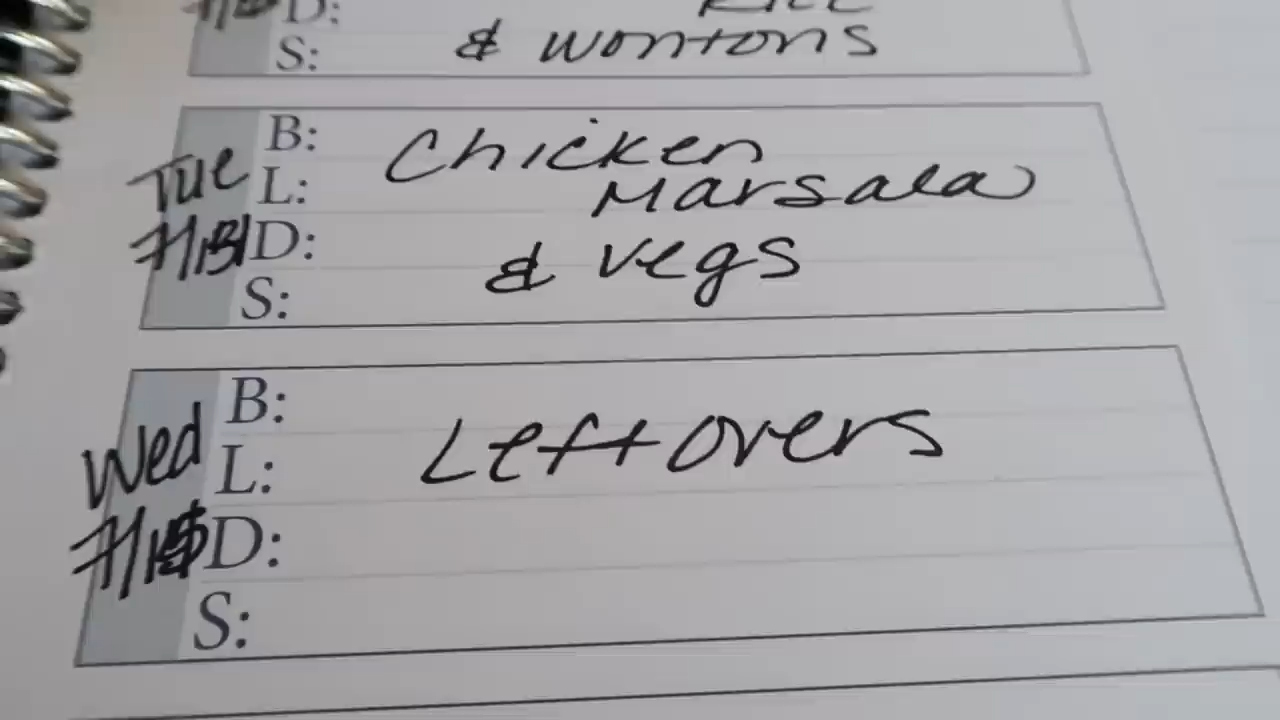 D:
S: & wontons
Tue B: Chicken
L: Marsala
D: & vegs
S:
Wed B: Leftovers
L:
D:
S: